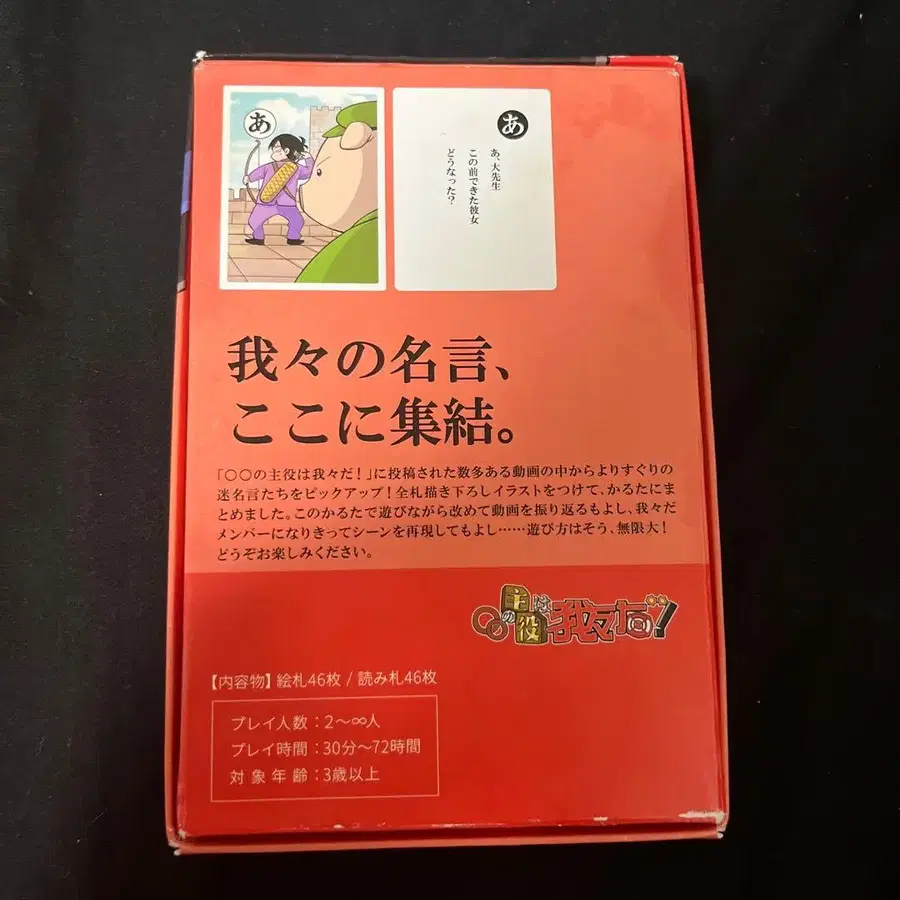 あ
あ
あ、大先生
この前できた彼女
どうなった?
我々の名言、
ここに集結。
「〇〇の主役は我々だ!」に投稿された数多ある動画の中からよりすぐりの
迷名言たちをピックアップ!全札描き下ろしイラストをつけて、かるたにま
とめました。このかるたで遊びながら改めて動画を振り返るもよし、我々だ
メンバーになりきってシーンを再現してもよし……遊び方はそう、無限大!
どうぞお楽しみください。
〇〇の主役は我々だ!
【内容物】絵札46枚 / 読み札46枚
プレイ人数:2〜∞人
プレイ時間:30分〜72時間
対象年齢:3歳以上